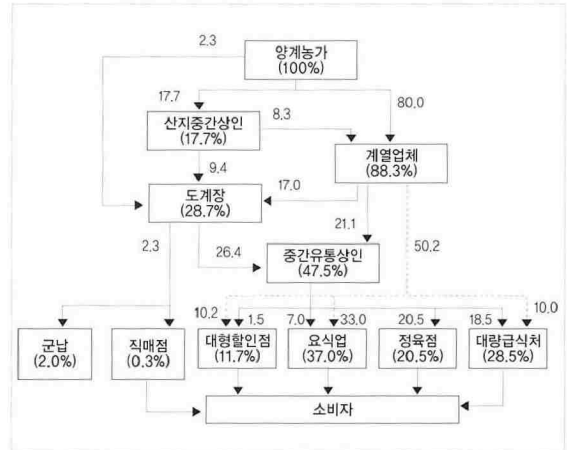 2.3
양계농가
(100%)
17.7
80.0
산지중간상인
(17.7%)
8.3
계열업체
(88.3%)
9.4
17.0
도계장
(28.7%)
21.1
2.3
26.4
중간유통상인
(47.5%)
50.2
10.2
1.5
7.0
33.0
20.5
18.5
10.0
군납
(2.0%)
직매점
(0.3%)
대형할인점
(11.7%)
요식업
(37.0%)
정육점
(20.5%)
대량급식처
(28.5%)
소비자